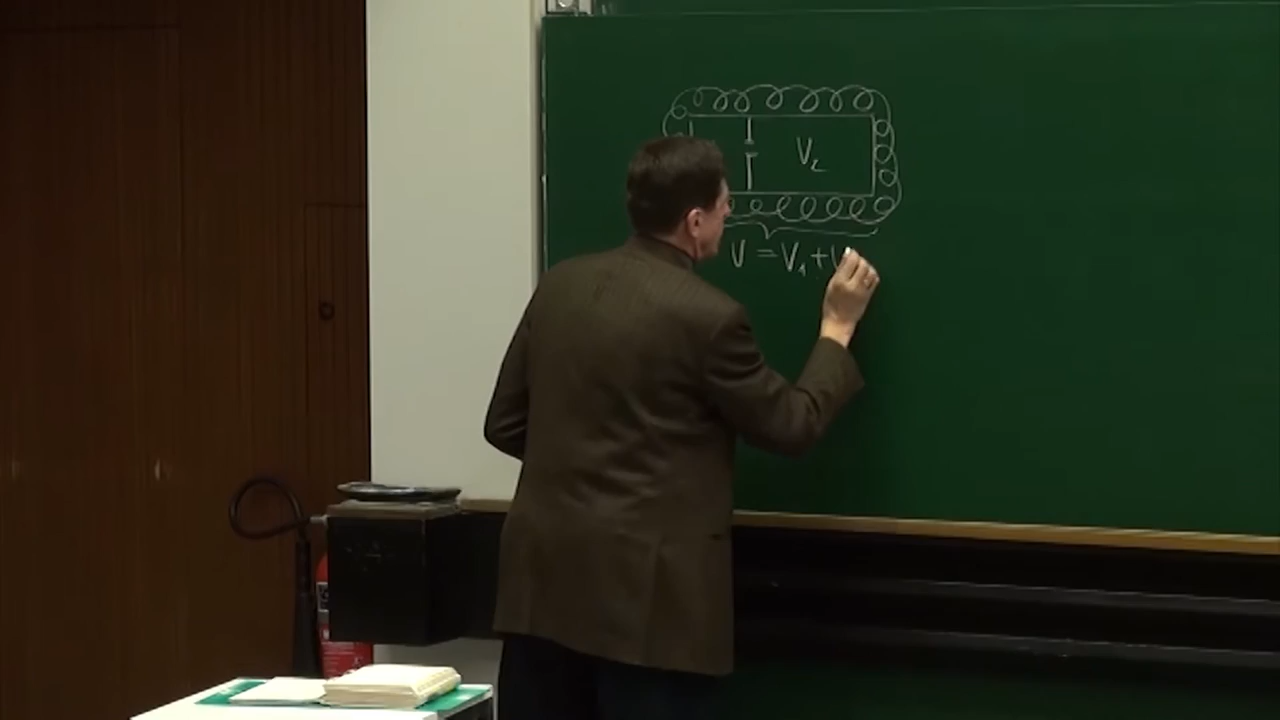 V₂
V = V₁ + V